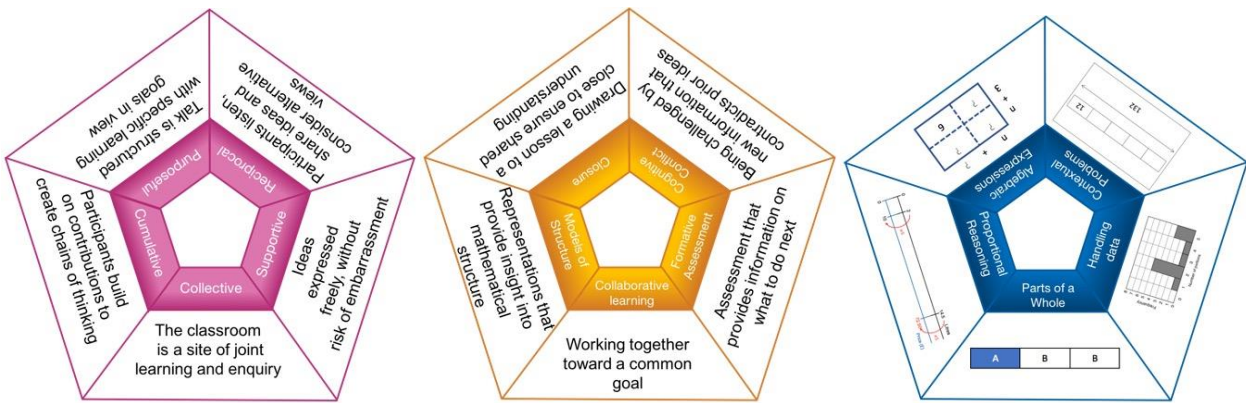 Talk is structured
with specific learning
goals in view
Purposeful
Participants listen,
share ideas and
consider alternative
views
Reciprocal
Ideas
expressed
freely, without
risk of embarrassment
Supportive
Collective
The classroom
is a site of joint
learning and enquiry
Cumulative
Participants build
on contributions to
create chains of thinking
Drawing a lesson to a
close to ensure shared
understanding
Closure
Being challenged by
new information that
contradicts prior ideas
Cognitive
Conflict
Assessment that
provides information on
what to do next
Formative
Assessment
Collaborative
learning
Working together
toward a common
goal
Models of
Structure
Representations that
provide insight into
mathematical
structure
Algebraic
Expressions
n + 3
6 ?
? ?
n + ?
Contextual
Problems
132
12
Handling
data
Parts of a
Whole
A B B
Proportional
Reasoning